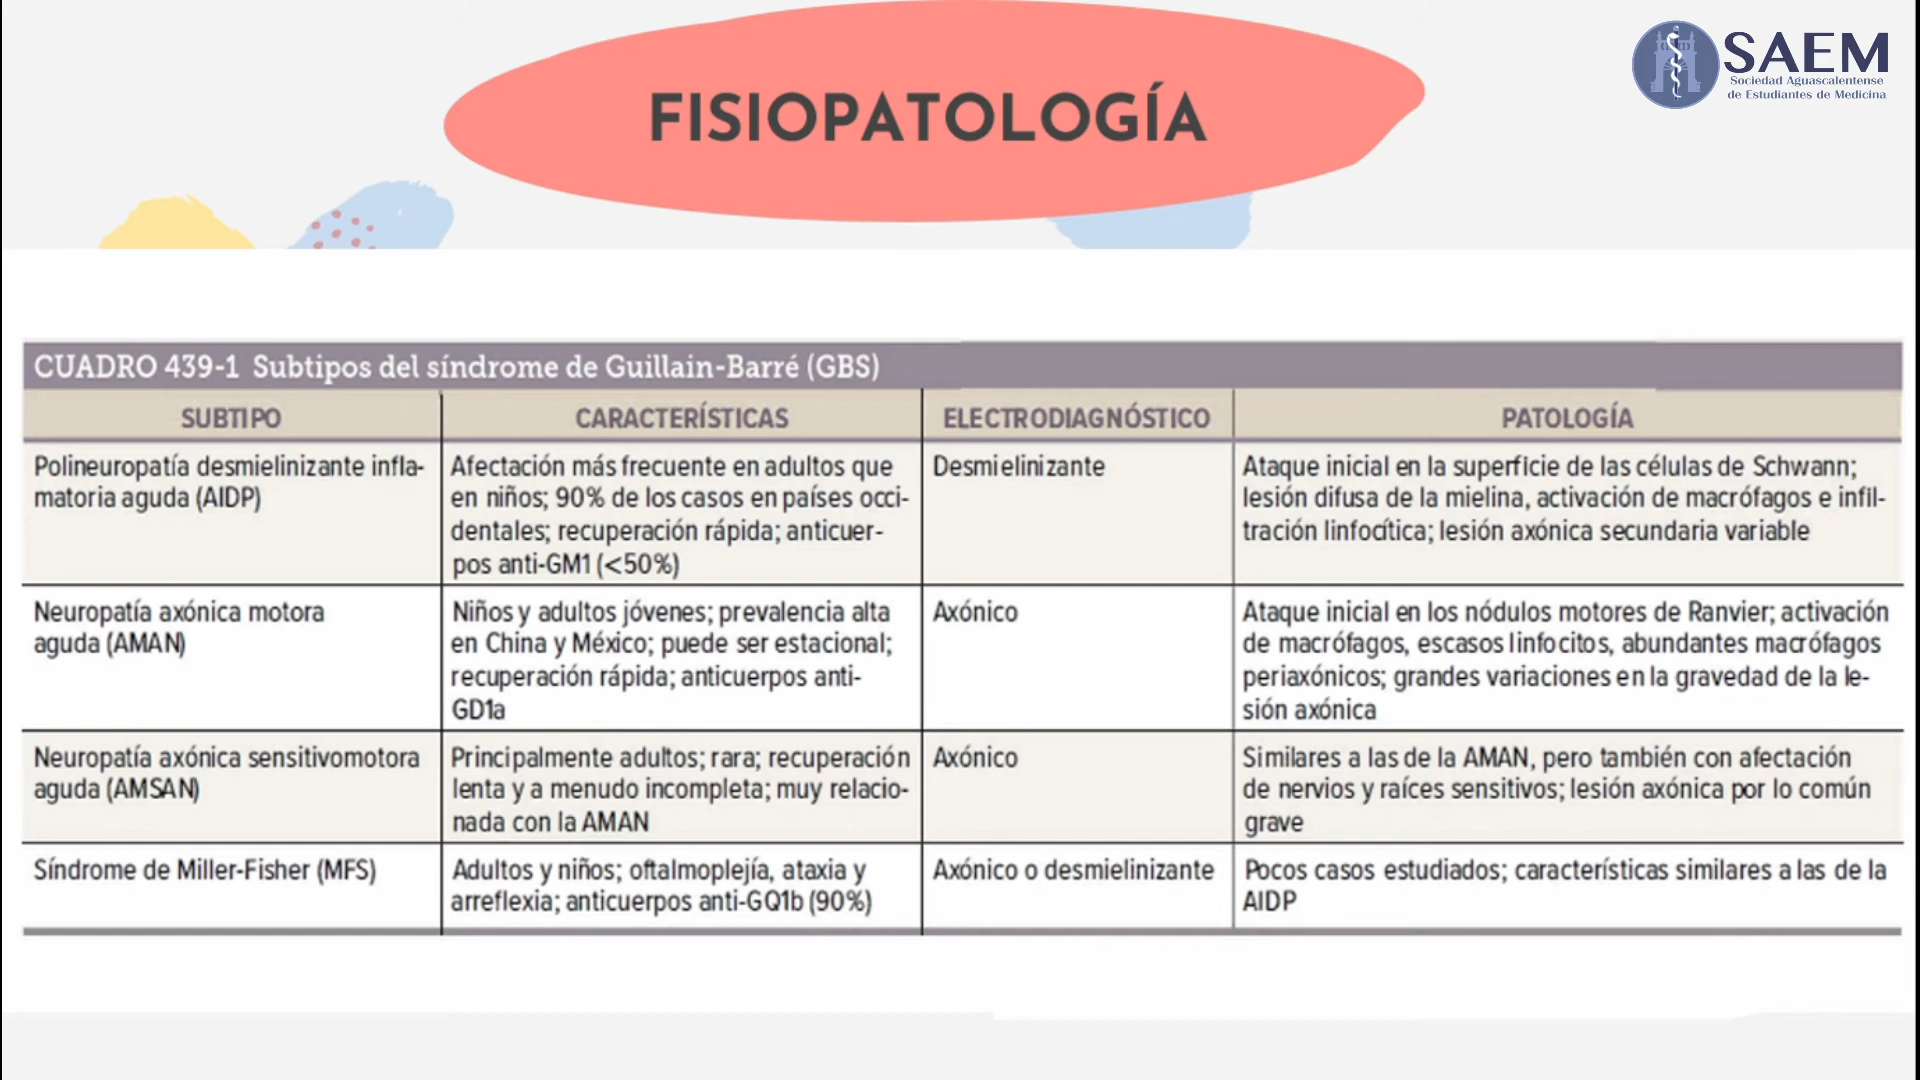 SAEM
Sociedad Aguascalentense
de Estudiantes de Medicina
FISIOPATOLOGÍA
CUADRO 439-1 Subtipos del síndrome de Guillain-Barré (GBS)
SUBTIPO CARACTERÍSTICAS ELECTRODIAGNÓSTICO PATOLOGÍA
Polineuropatía desmielinizante infla-
matoria aguda (AIDP)
Afectación más frecuente en adultos que
en niños; 90% de los casos en países occi-
dentales; recuperación rápida; anticuer-
pos anti-GM1 (<50%)
Desmielinizante
Ataque inicial en la superficie de las células de Schwann;
lesión difusa de la mielina, activación de macrófagos e infil-
tración linfocítica; lesión axónica secundaria variable
Neuropatía axónica motora
aguda (AMAN)
Niños y adultos jóvenes; prevalencia alta
en China y México; puede ser estacional;
recuperación rápida; anticuerpos anti-
GD1a
Axónico
Ataque inicial en los nódulos motores de Ranvier; activación
de macrófagos, escasos linfocitos, abundantes macrófagos
periaxónicos; grandes variaciones en la gravedad de la le-
sión axónica
Neuropatía axónica sensitivomotora
aguda (AMSAN)
Principalmente adultos; rara; recuperación
lenta y a menudo incompleta; muy relacio-
nada con la AMAN
Axónico
Similares a las de la AMAN, pero también con afectación
de nervios y raíces sensitivos; lesión axónica por lo común
grave
Síndrome de Miller-Fisher (MFS)
Adultos y niños; oftalmoplejía, ataxia y
arreflexia; anticuerpos anti-GQ1b (90%)
Axónico o desmielinizante
Pocos casos estudiados; características similares a las de la
AIDP